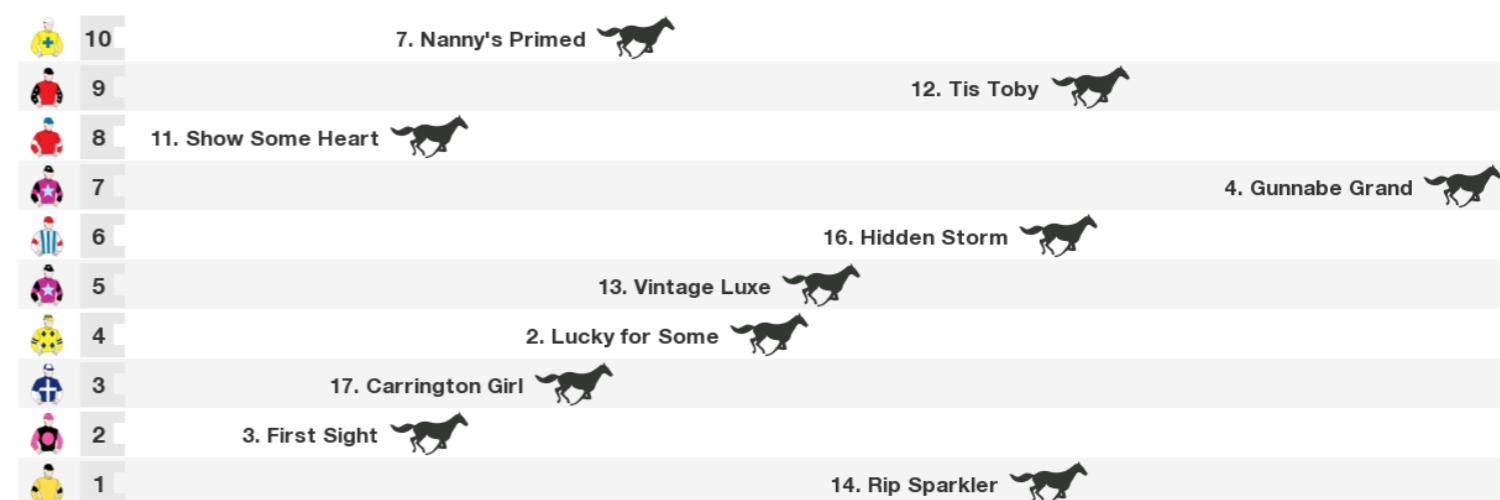 10 7. Nanny's Primed
9 12. Tis Toby
8 11. Show Some Heart
7 4. Gunnabe Grand
6 16. Hidden Storm
5 13. Vintage Luxe
4 2. Lucky for Some
3 17. Carrington Girl
2 3. First Sight
1 14. Rip Sparkler